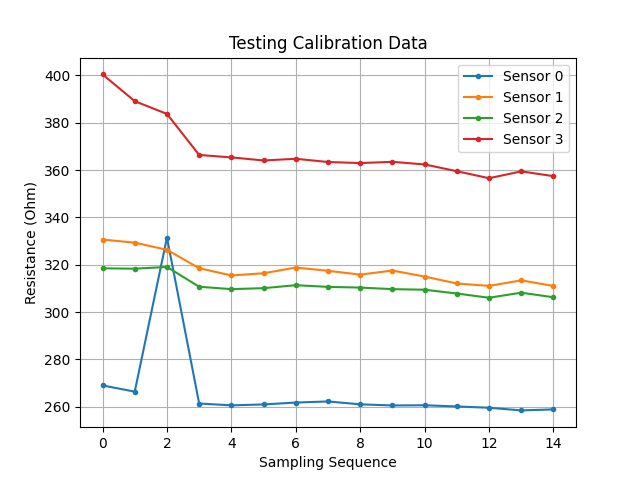 Testing Calibration Data
Resistance (Ohm)
400
380
360
340
320
300
280
260
Sensor 0
Sensor 1
Sensor 2
Sensor 3
0 2 4 6 8 10 12 14
Sampling Sequence